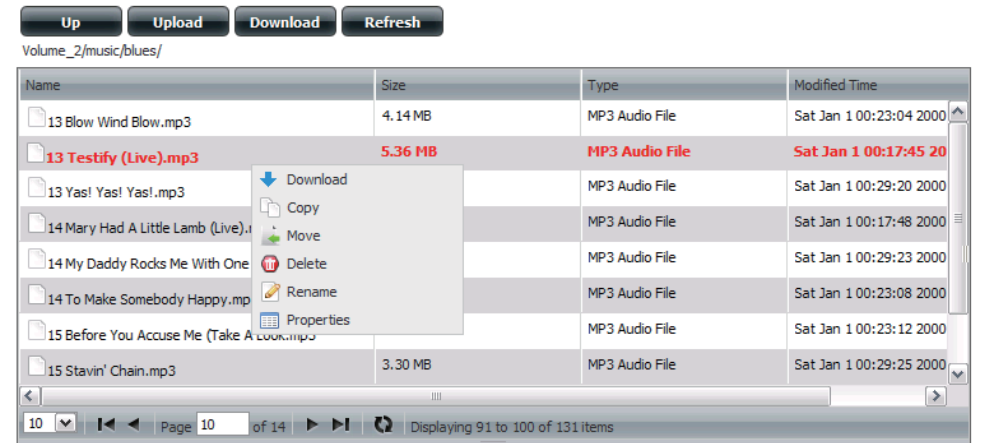 Up Upload Download Refresh
Volume_2/music/blues/
Name Size Type Modified Time
13 Blow Wind Blow.mp3 4.14 MB MP3 Audio File Sat Jan 1 00:23:04 2000
13 Testify (Live).mp3 5.36 MB MP3 Audio File Sat Jan 1 00:17:45 20
Download
13 Yas! Yas! Yas!.mp3 MP3 Audio File Sat Jan 1 00:29:20 2000
Copy
14 Mary Had A Little Lamb (Live). MP3 Audio File Sat Jan 1 00:17:48 2000
Move
14 My Daddy Rocks Me With One MP3 Audio File Sat Jan 1 00:29:23 2000
Delete
14 To Make Somebody Happy.mp MP3 Audio File Sat Jan 1 00:23:08 2000
Rename
Properties
15 Before You Accuse Me (Take A Look.mp3 MP3 Audio File Sat Jan 1 00:23:12 2000
15 Stavin' Chain.mp3 3.30 MB MP3 Audio File Sat Jan 1 00:29:25 2000
10 Page 10 of 14 Displaying 91 to 100 of 131 items